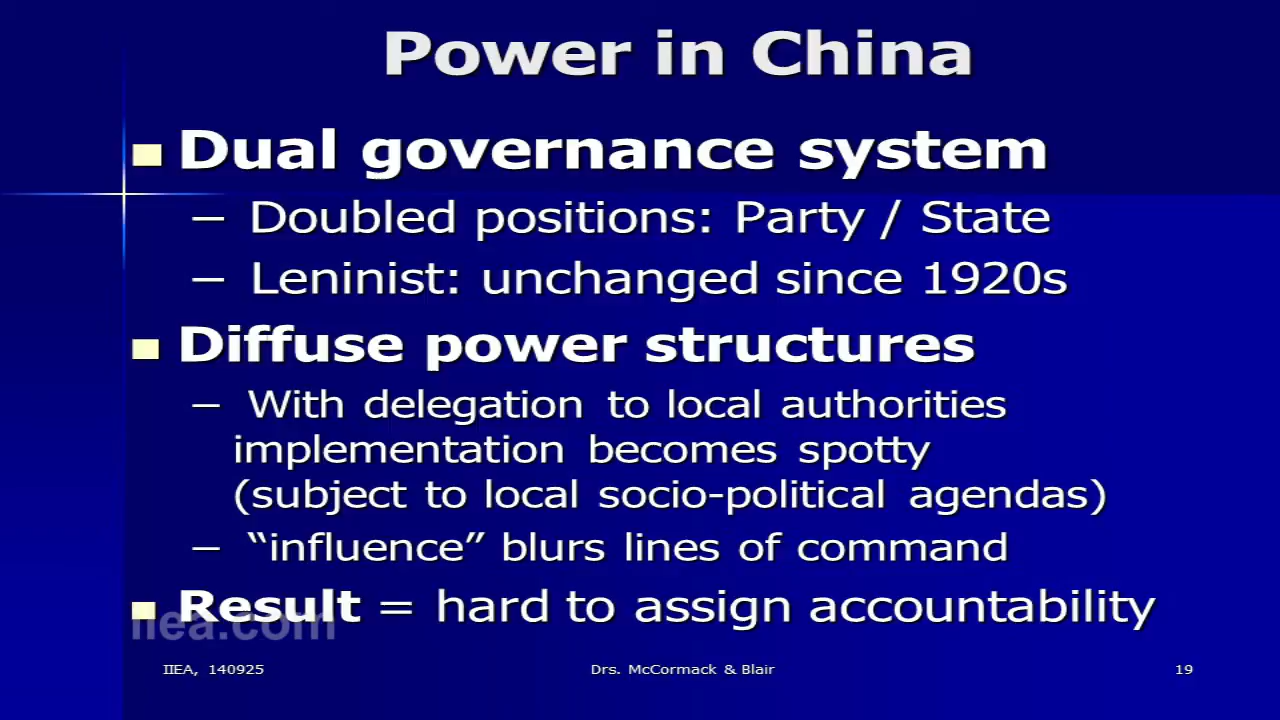 Power in China
Dual governance system
– Doubled positions: Party / State
– Leninist: unchanged since 1920s
Diffuse power structures
– With delegation to local authorities
implementation becomes spotty
(subject to local socio-political agendas)
– “influence” blurs lines of command
Result = hard to assign accountability
iiea.com
IIEA, 140925
Drs. McCormack & Blair
19